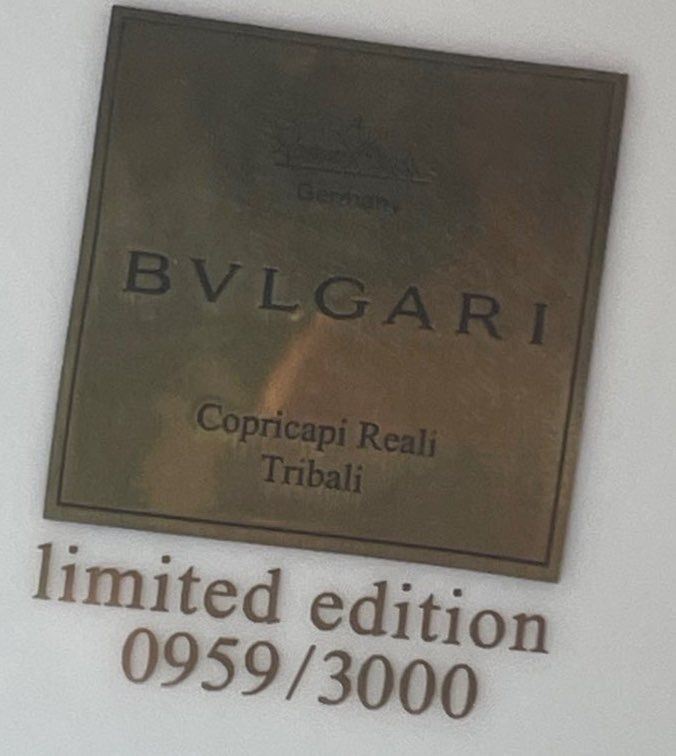 Germany
BVLGARI
Copricapi Reali
Tribali
limited edition
0959/3000